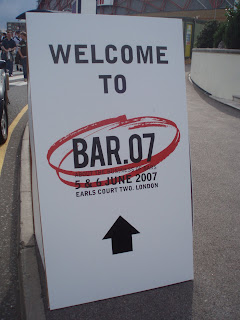 WELCOME
TO
BAR.07
5 & 6 JUNE 2007
EARLS COURT TWO. LONDON